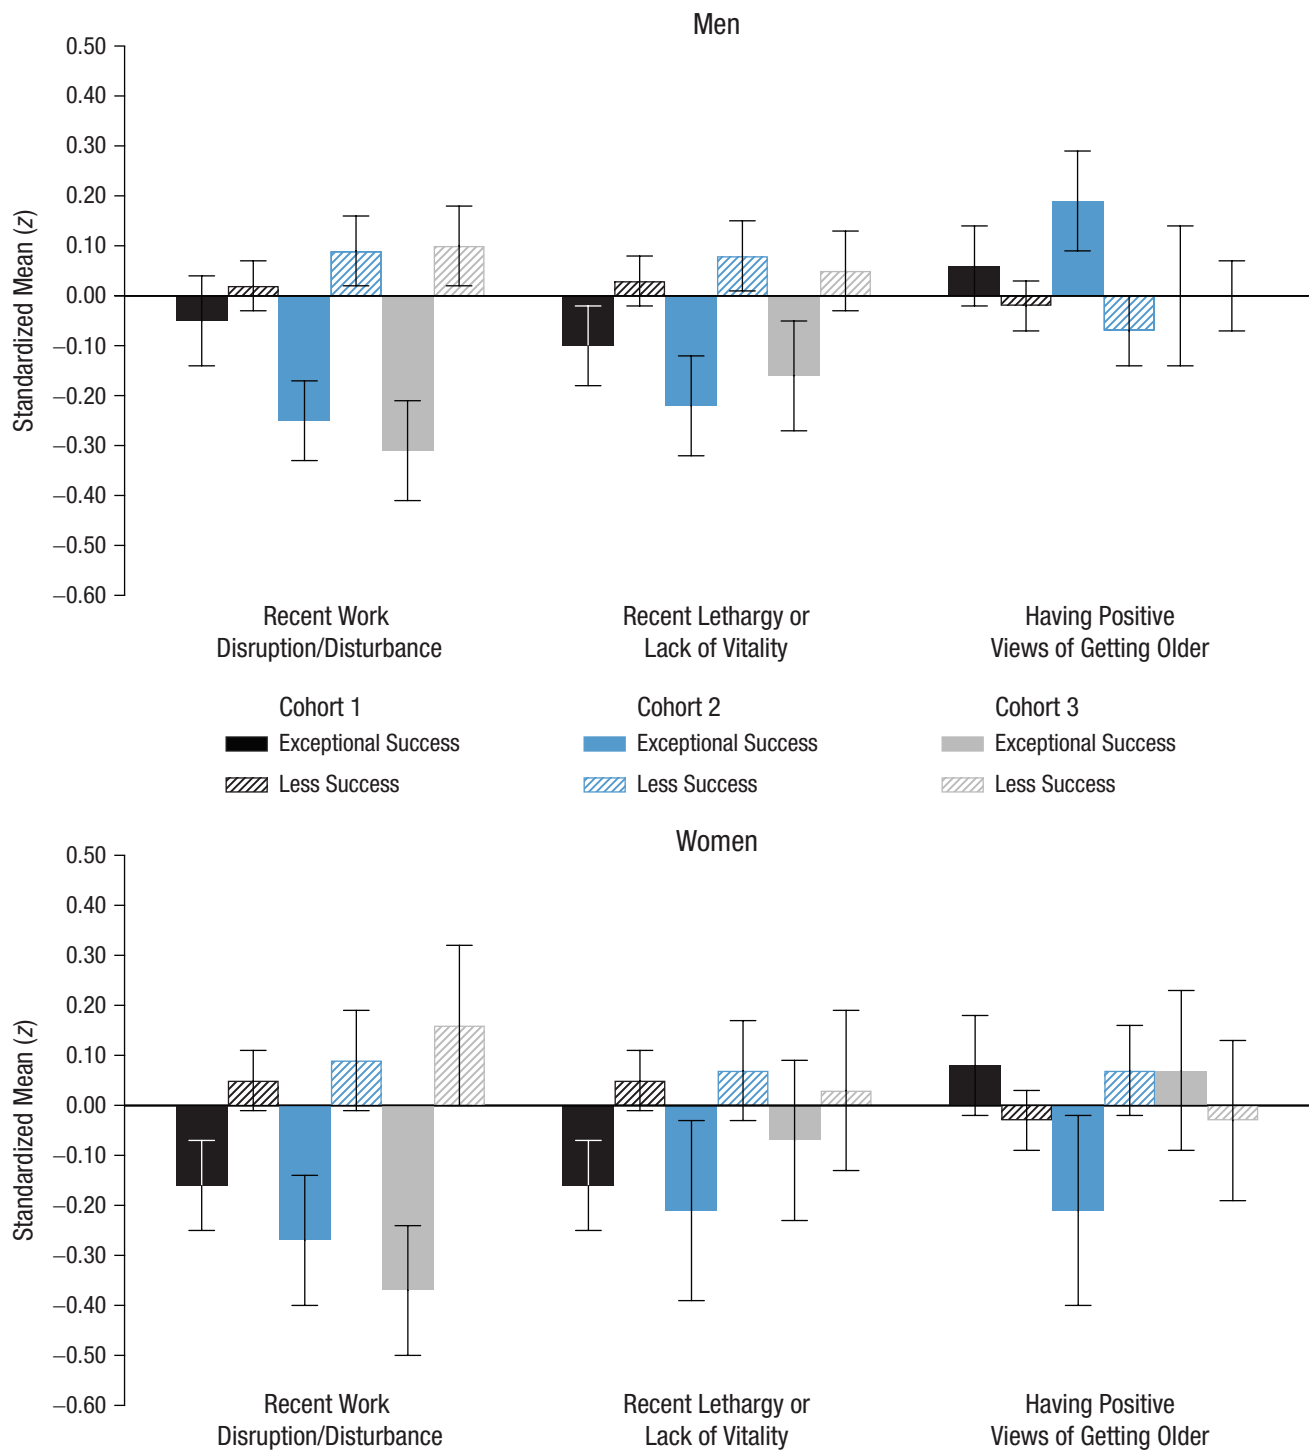 Men
Standardized Mean (z)
0.50
0.40
0.30
0.20
0.10
0.00
−0.10
−0.20
−0.30
−0.40
−0.50
−0.60
Recent Work
Disruption/Disturbance
Recent Lethargy or
Lack of Vitality
Having Positive
Views of Getting Older
Cohort 1
Exceptional Success
Less Success
Cohort 2
Exceptional Success
Less Success
Cohort 3
Exceptional Success
Less Success
Women
Standardized Mean (z)
0.50
0.40
0.30
0.20
0.10
0.00
−0.10
−0.20
−0.30
−0.40
−0.50
−0.60
Recent Work
Disruption/Disturbance
Recent Lethargy or
Lack of Vitality
Having Positive
Views of Getting Older